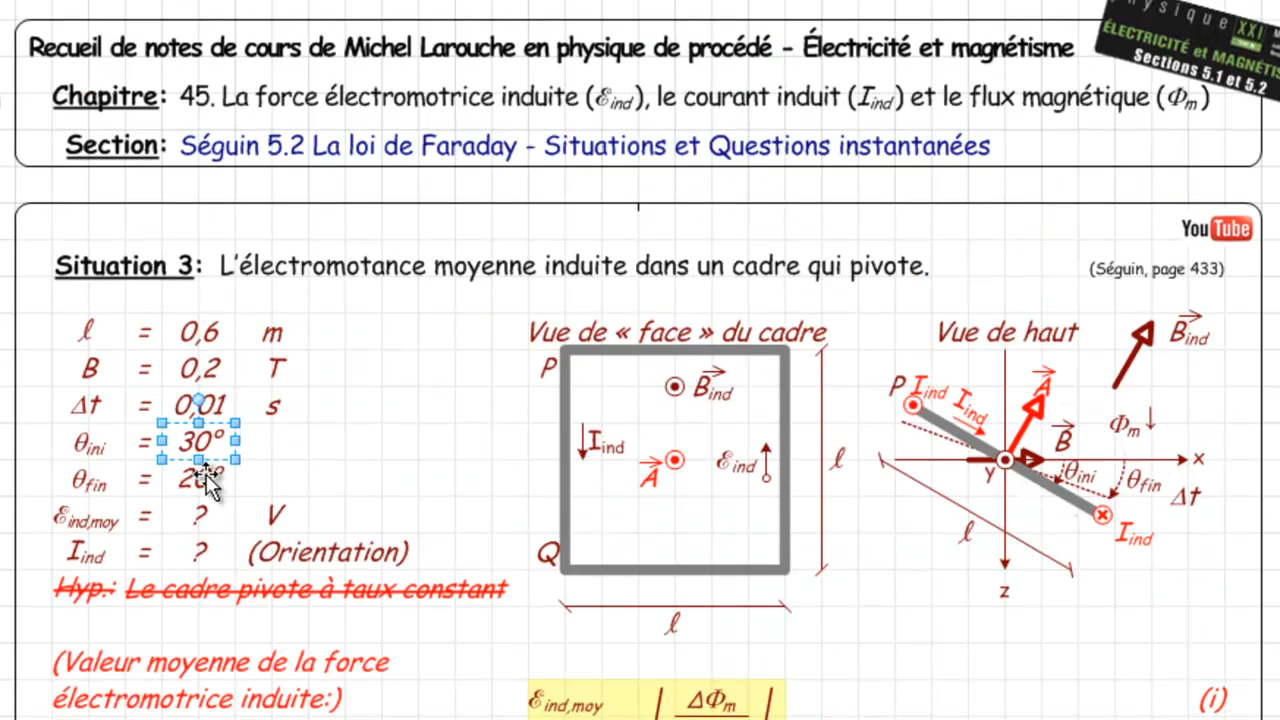 Physique XXI
ÉLECTRICITÉ et MAGNÉTIS
Sections 5.1 et 5.2
Recueil de notes de cours de Michel Larouche en physique de procédé - Électricité et magnétisme
Chapitre: 45. La force électromotrice induite (ℰind), le courant induit (Iind) et le flux magnétique (Φm)
Section: Séguin 5.2 La loi de Faraday - Situations et Questions instantanées
YouTube
Situation 3: L'électromotance moyenne induite dans un cadre qui pivote. (Séguin, page 433)
ℓ = 0,6 m
B = 0,2 T
Δt = 0,01 s
θini = 30°
θfin =
ℰind,moy = ? V
Iind = ? (Orientation)
Hyp.: Le cadre pivote à taux constant
(Valeur moyenne de la force
électromotrice induite:)
Vue de « face » du cadre
P
Bind
Iind
A
ℰind
ℓ
Q
ℓ
Vue de haut
Bind
P Iind Iind A
Φm↓
B
x
y
θini
θfin
Δt
ℓ
Iind
z
ℰind,moy | ΔΦm | (i)